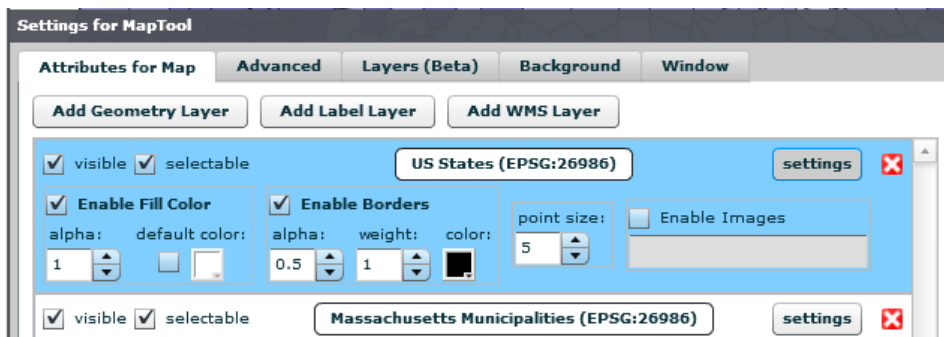 Settings for MapTool
Attributes for Map Advanced Layers (Beta) Background Window
Add Geometry Layer Add Label Layer Add WMS Layer
visible selectable US States (EPSG:26986) settings
Enable Fill Color Enable Borders point size: Enable Images
alpha: default color: alpha: weight: color:
1 0.5 1 5
visible selectable Massachusetts Municipalities (EPSG:26986) settings